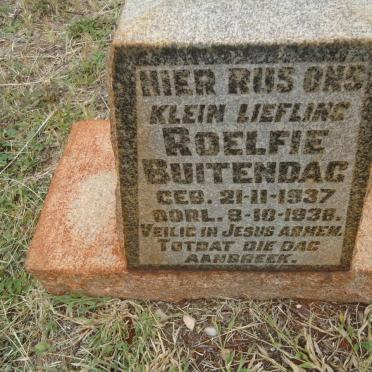 HIER RUS ONS
KLEIN LIEFLING
ROELFIE
BUITENDAG
GEB. 21-11-1937
OORL. 9-10-1938.
VEILIG IN JESUS ARMEN.
TOTDAT DIE DAG
AANBREEK.